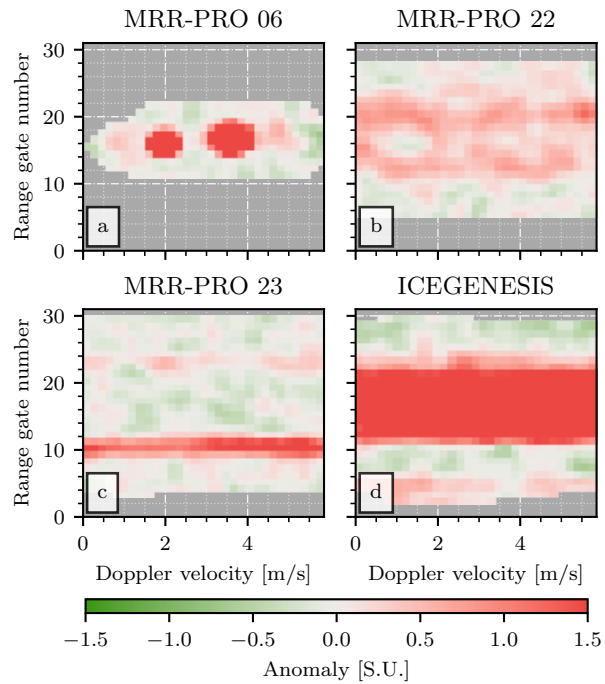 MRR-PRO 06
MRR-PRO 22
Range gate number
30
20
10
0
a
b
MRR-PRO 23
ICEGENESIS
Range gate number
30
20
10
0
c
d
0 2 4
0 2 4
Doppler velocity [m/s]
Doppler velocity [m/s]
−1.5 −1.0 −0.5 0.0 0.5 1.0 1.5
Anomaly [S.U.]